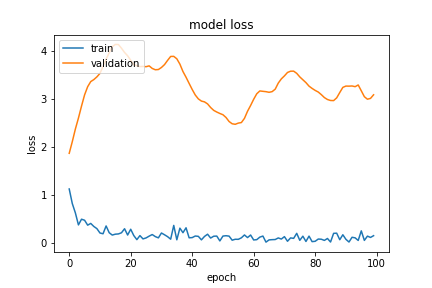 model loss
train
validation
4
3
2
1
0
loss
0 20 40 60 80 100
epoch